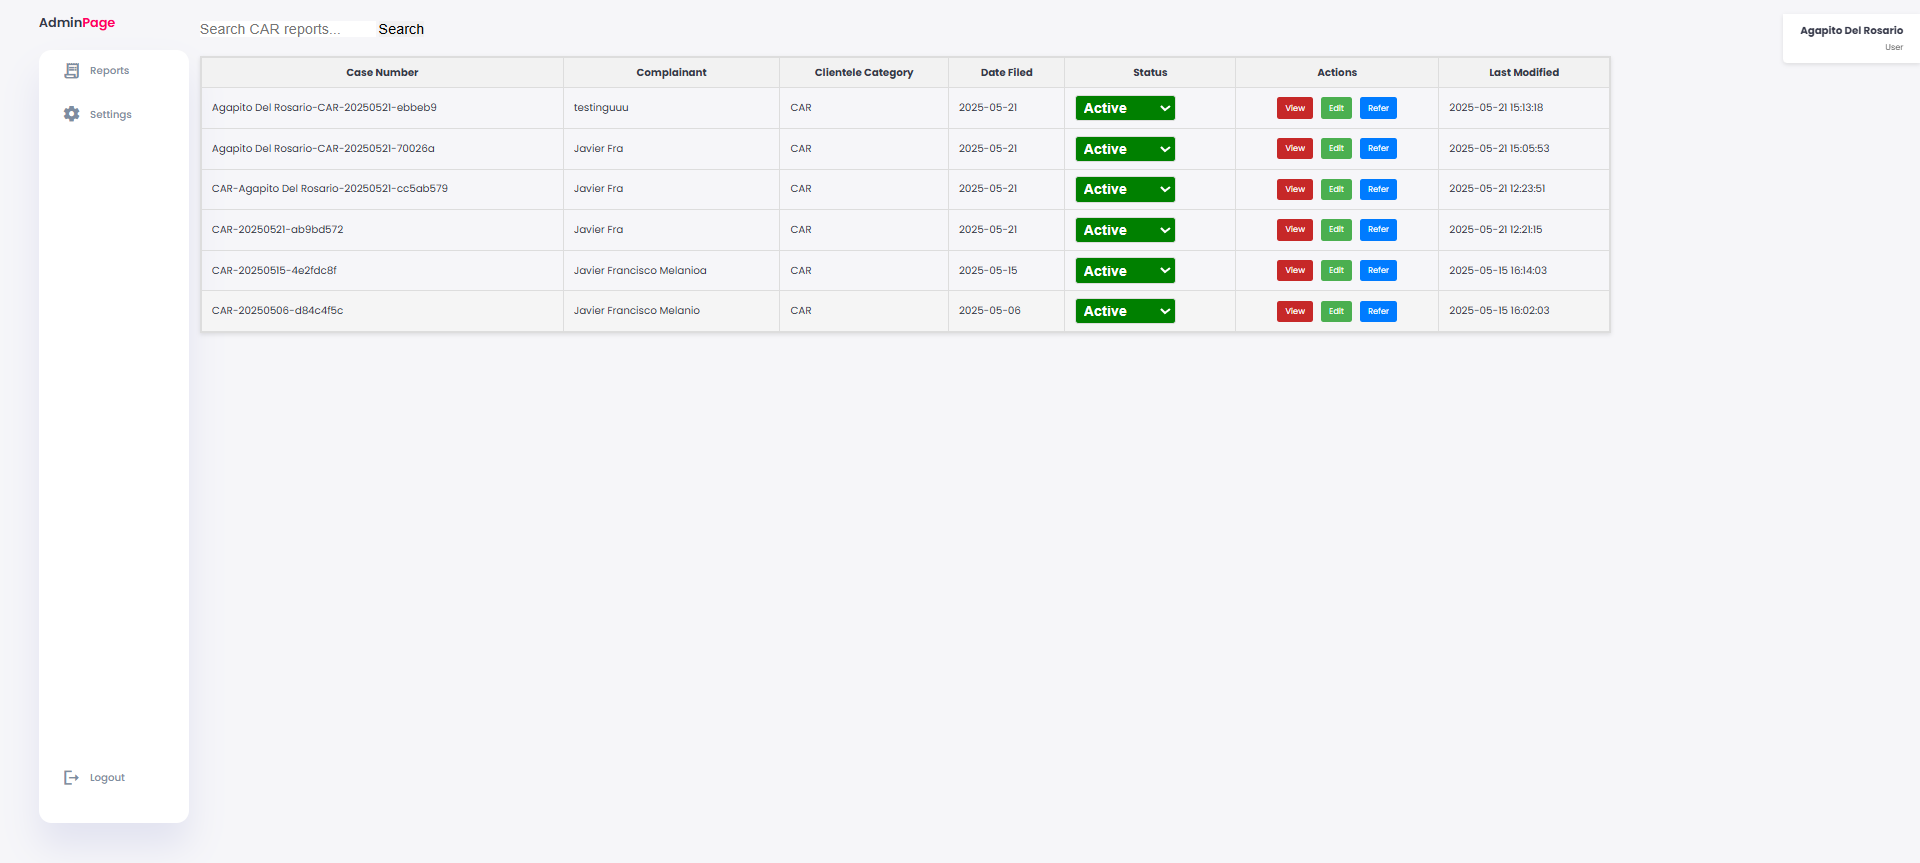 AdminPage
Search CAR reports... Search
Agapito Del Rosario
User
Reports
Settings
Logout
Case Number Complainant Clientele Category Date Filed Status Actions Last Modified
Agapito Del Rosario-CAR-20250521-ebbeb9 testinguuu CAR 2025-05-21 Active View Edit Refer 2025-05-21 15:13:18
Agapito Del Rosario-CAR-20250521-70026a Javier Fra CAR 2025-05-21 Active View Edit Refer 2025-05-21 15:05:53
CAR-Agapito Del Rosario-20250521-cc5ab579 Javier Fra CAR 2025-05-21 Active View Edit Refer 2025-05-21 12:23:51
CAR-20250521-ab9bd572 Javier Fra CAR 2025-05-21 Active View Edit Refer 2025-05-21 12:21:15
CAR-20250515-4e2fdc8f Javier Francisco Melanioa CAR 2025-05-15 Active View Edit Refer 2025-05-15 16:14:03
CAR-20250506-d84c4f5c Javier Francisco Melanio CAR 2025-05-06 Active View Edit Refer 2025-05-15 16:02:03